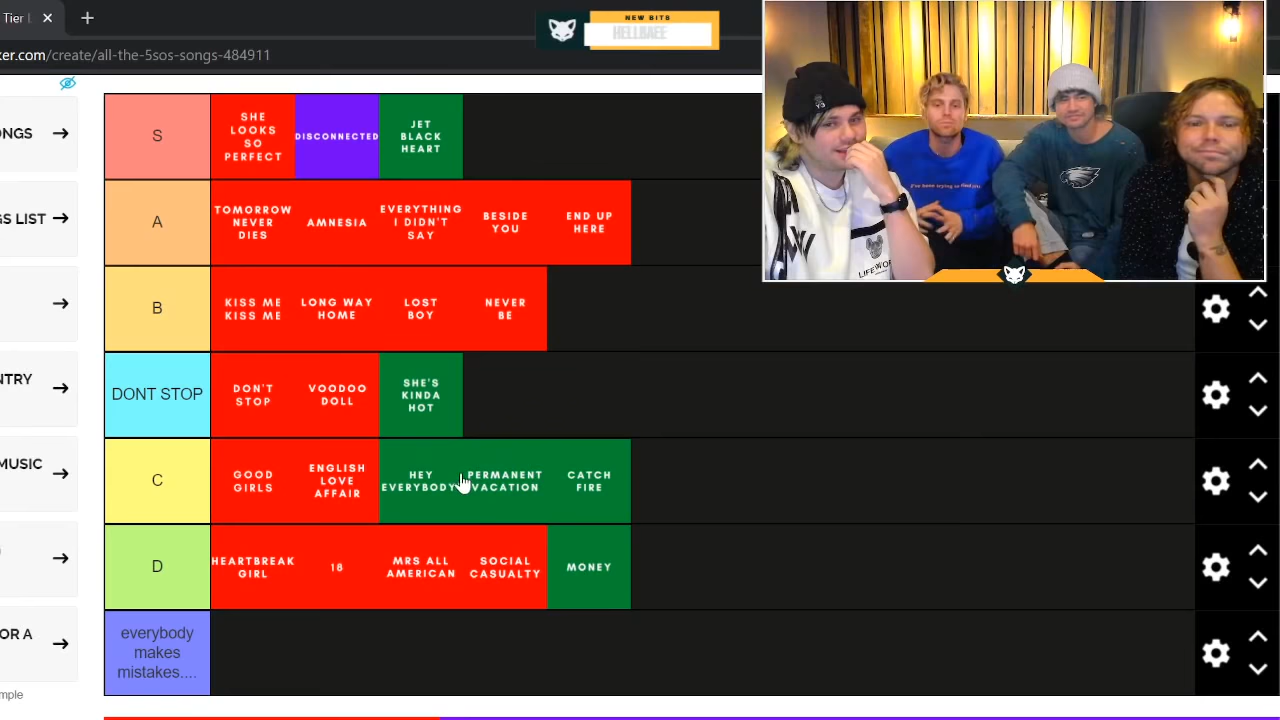 Tier
ker.com/create/all-the-5sos-songs-484911
NEW BITS
HELLBAEE
ONGS
GS LIST
NTRY
MUSIC
OR A
mple
S
SHE
LOOKS
SO
PERFECT
DISCONNECTED
JET
BLACK
HEART
A
TOMORROW
NEVER
DIES
AMNESIA
EVERYTHING
I DIDN'T
SAY
BESIDE
YOU
END UP
HERE
B
KISS ME
KISS ME
LONG WAY
HOME
LOST
BOY
NEVER
BE
DONT STOP
DON'T
STOP
VOODOO
DOLL
SHE'S
KINDA
HOT
C
GOOD
GIRLS
ENGLISH
LOVE
AFFAIR
HEY
EVERYBODY
PERMANENT
VACATION
CATCH
FIRE
D
HEARTBREAK
GIRL
18
MRS ALL
AMERICAN
SOCIAL
CASUALTY
MONEY
everybody
makes
mistakes....